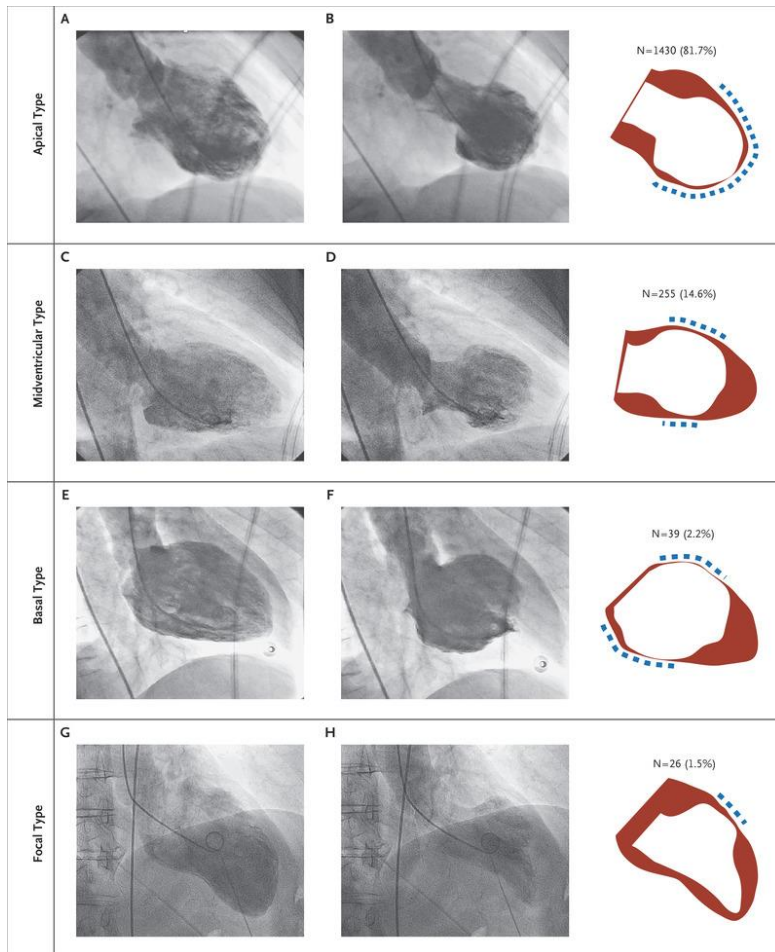 A
B
N=1430 (81.7%)
Apical Type
C
D
N=255 (14.6%)
Midventricular Type
E
F
N=39 (2.2%)
Basal Type
G
H
N=26 (1.5%)
Focal Type